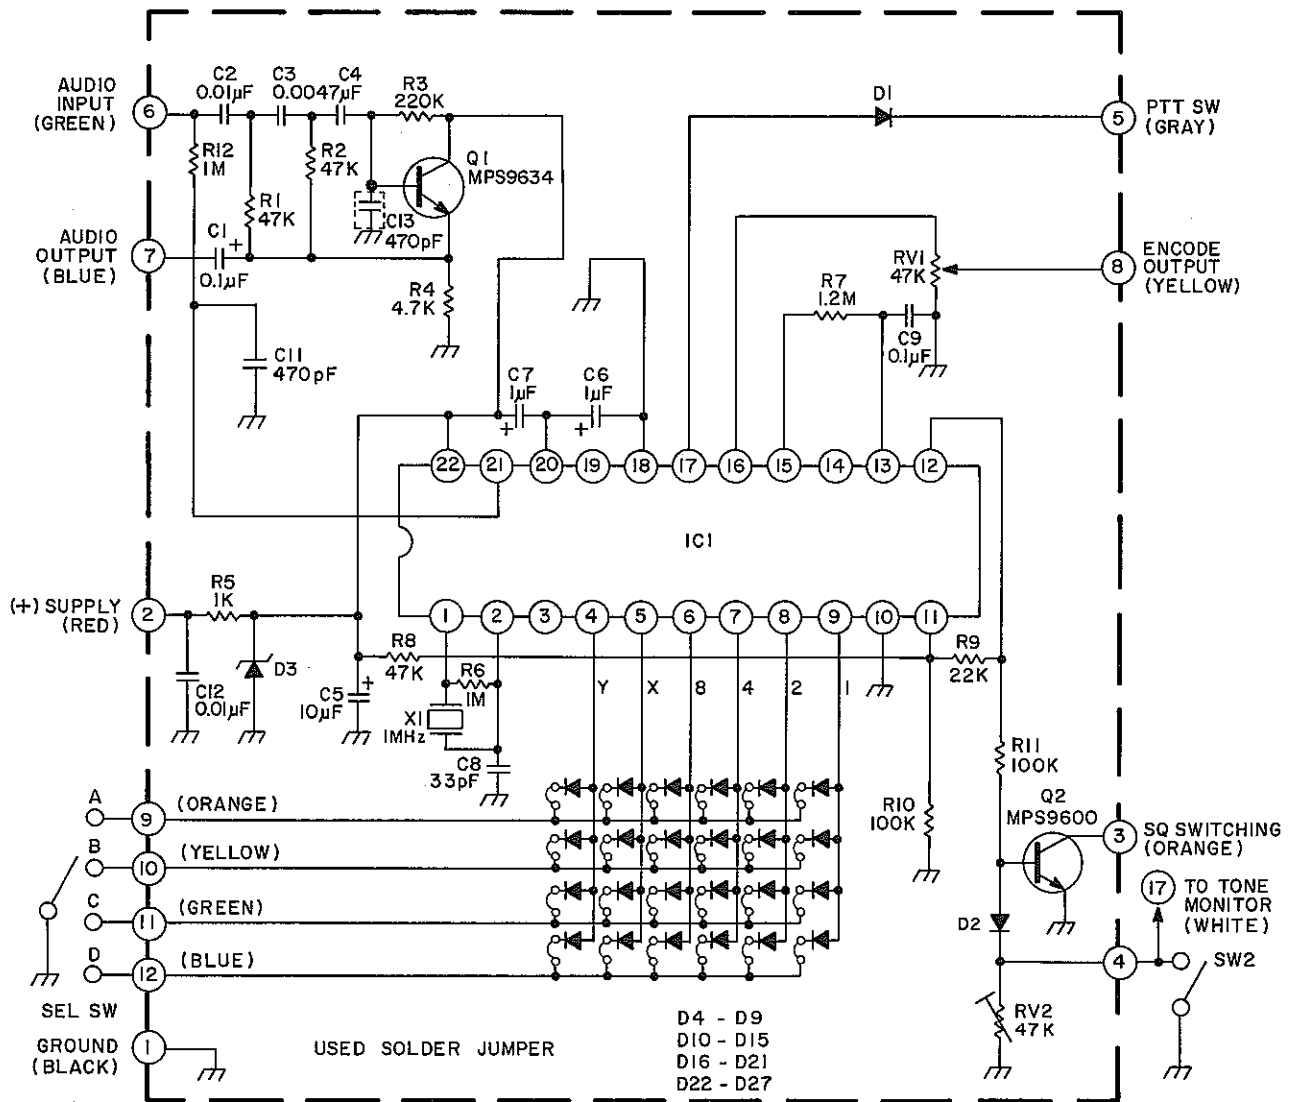 AUDIO INPUT (GREEN)
6
C2 0.01µF
C3 0.0047µF
C4
R3 220K
R12 1M
R1 47K
R2 47K
Q1 MPS9634
C13 470pF
D1
5
PTT SW (GRAY)
AUDIO OUTPUT (BLUE)
7
C1 +
0.1µF
R4 4.7K
C11 470pF
RV1 47K
8
ENCODE OUTPUT (YELLOW)
R7 1.2M
C9 0.1µF
C7 1µF
+
C6 1µF
+
22 21 20 19 18 17 16 15 14 13 12
IC1
1 2 3 4 5 6 7 8 9 10 11
(+) SUPPLY (RED)
2
R5 1K
D3
C12 0.01µF
C5 10µF
+
R8 47K
R6 1M
X1 1MHz
C8 33pF
Y X 8 4 2 1
R9 22K
R10 100K
R11 100K
Q2 MPS9600
3
SQ SWITCHING (ORANGE)
17
TO TONE MONITOR (WHITE)
D2
4
SW2
RV2 47K
A
9
(ORANGE)
B
10
(YELLOW)
C
11
(GREEN)
D
12
(BLUE)
SEL SW
GROUND (BLACK)
1
USED SOLDER JUMPER
D4 - D9
D10 - D15
D16 - D21
D22 - D27